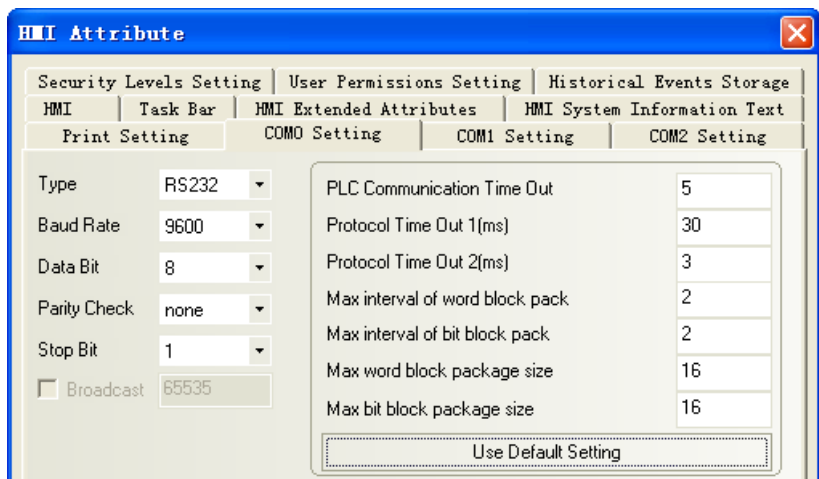 HMI Attribute
Security Levels Setting User Permissions Setting Historical Events Storage
HMI Task Bar HMI Extended Attributes HMI System Information Text
Print Setting COM0 Setting COM1 Setting COM2 Setting
Type RS232
Baud Rate 9600
Data Bit 8
Parity Check none
Stop Bit 1
Broadcast 65535
PLC Communication Time Out 5
Protocol Time Out 1(ms) 30
Protocol Time Out 2(ms) 3
Max interval of word block pack 2
Max interval of bit block pack 2
Max word block package size 16
Max bit block package size 16
Use Default Setting